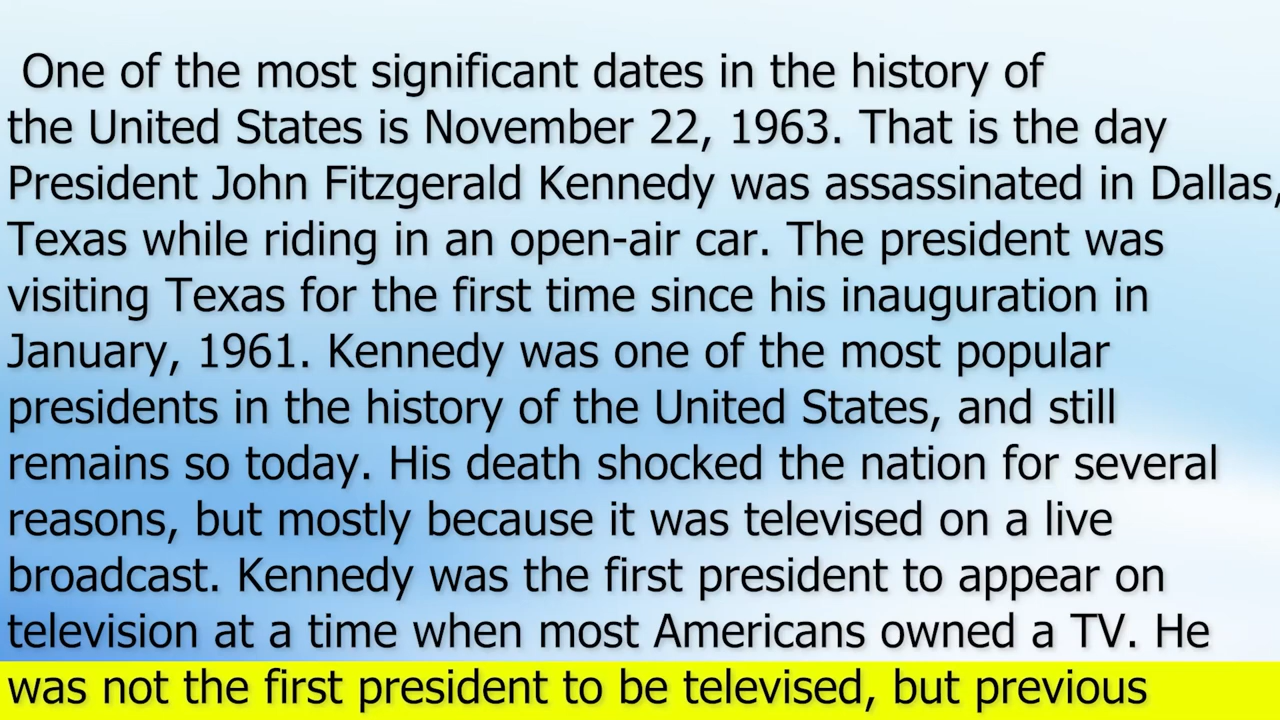 One of the most significant dates in the history of
the United States is November 22, 1963. That is the day
President John Fitzgerald Kennedy was assassinated in Dallas,
Texas while riding in an open-air car. The president was
visiting Texas for the first time since his inauguration in
January, 1961. Kennedy was one of the most popular
presidents in the history of the United States, and still
remains so today. His death shocked the nation for several
reasons, but mostly because it was televised on a live
broadcast. Kennedy was the first president to appear on
television at a time when most Americans owned a TV. He
was not the first president to be televised, but previous